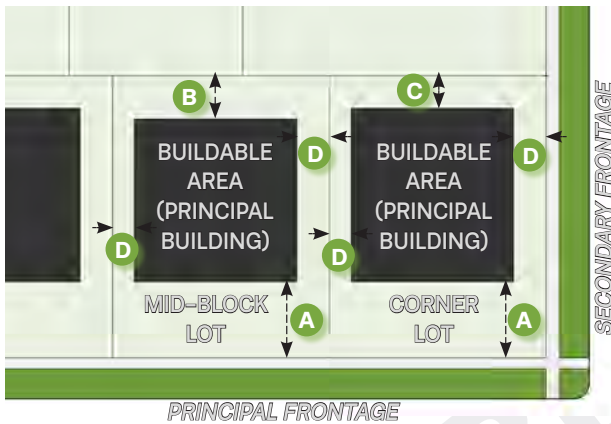 B
C
BUILDABLE
AREA
(PRINCIPAL
BUILDING)
D
BUILDABLE
AREA
(PRINCIPAL
BUILDING)
D
D
D
MID-BLOCK
LOT
A
CORNER
LOT
A
SECONDARY FRONTAGE
PRINCIPAL FRONTAGE